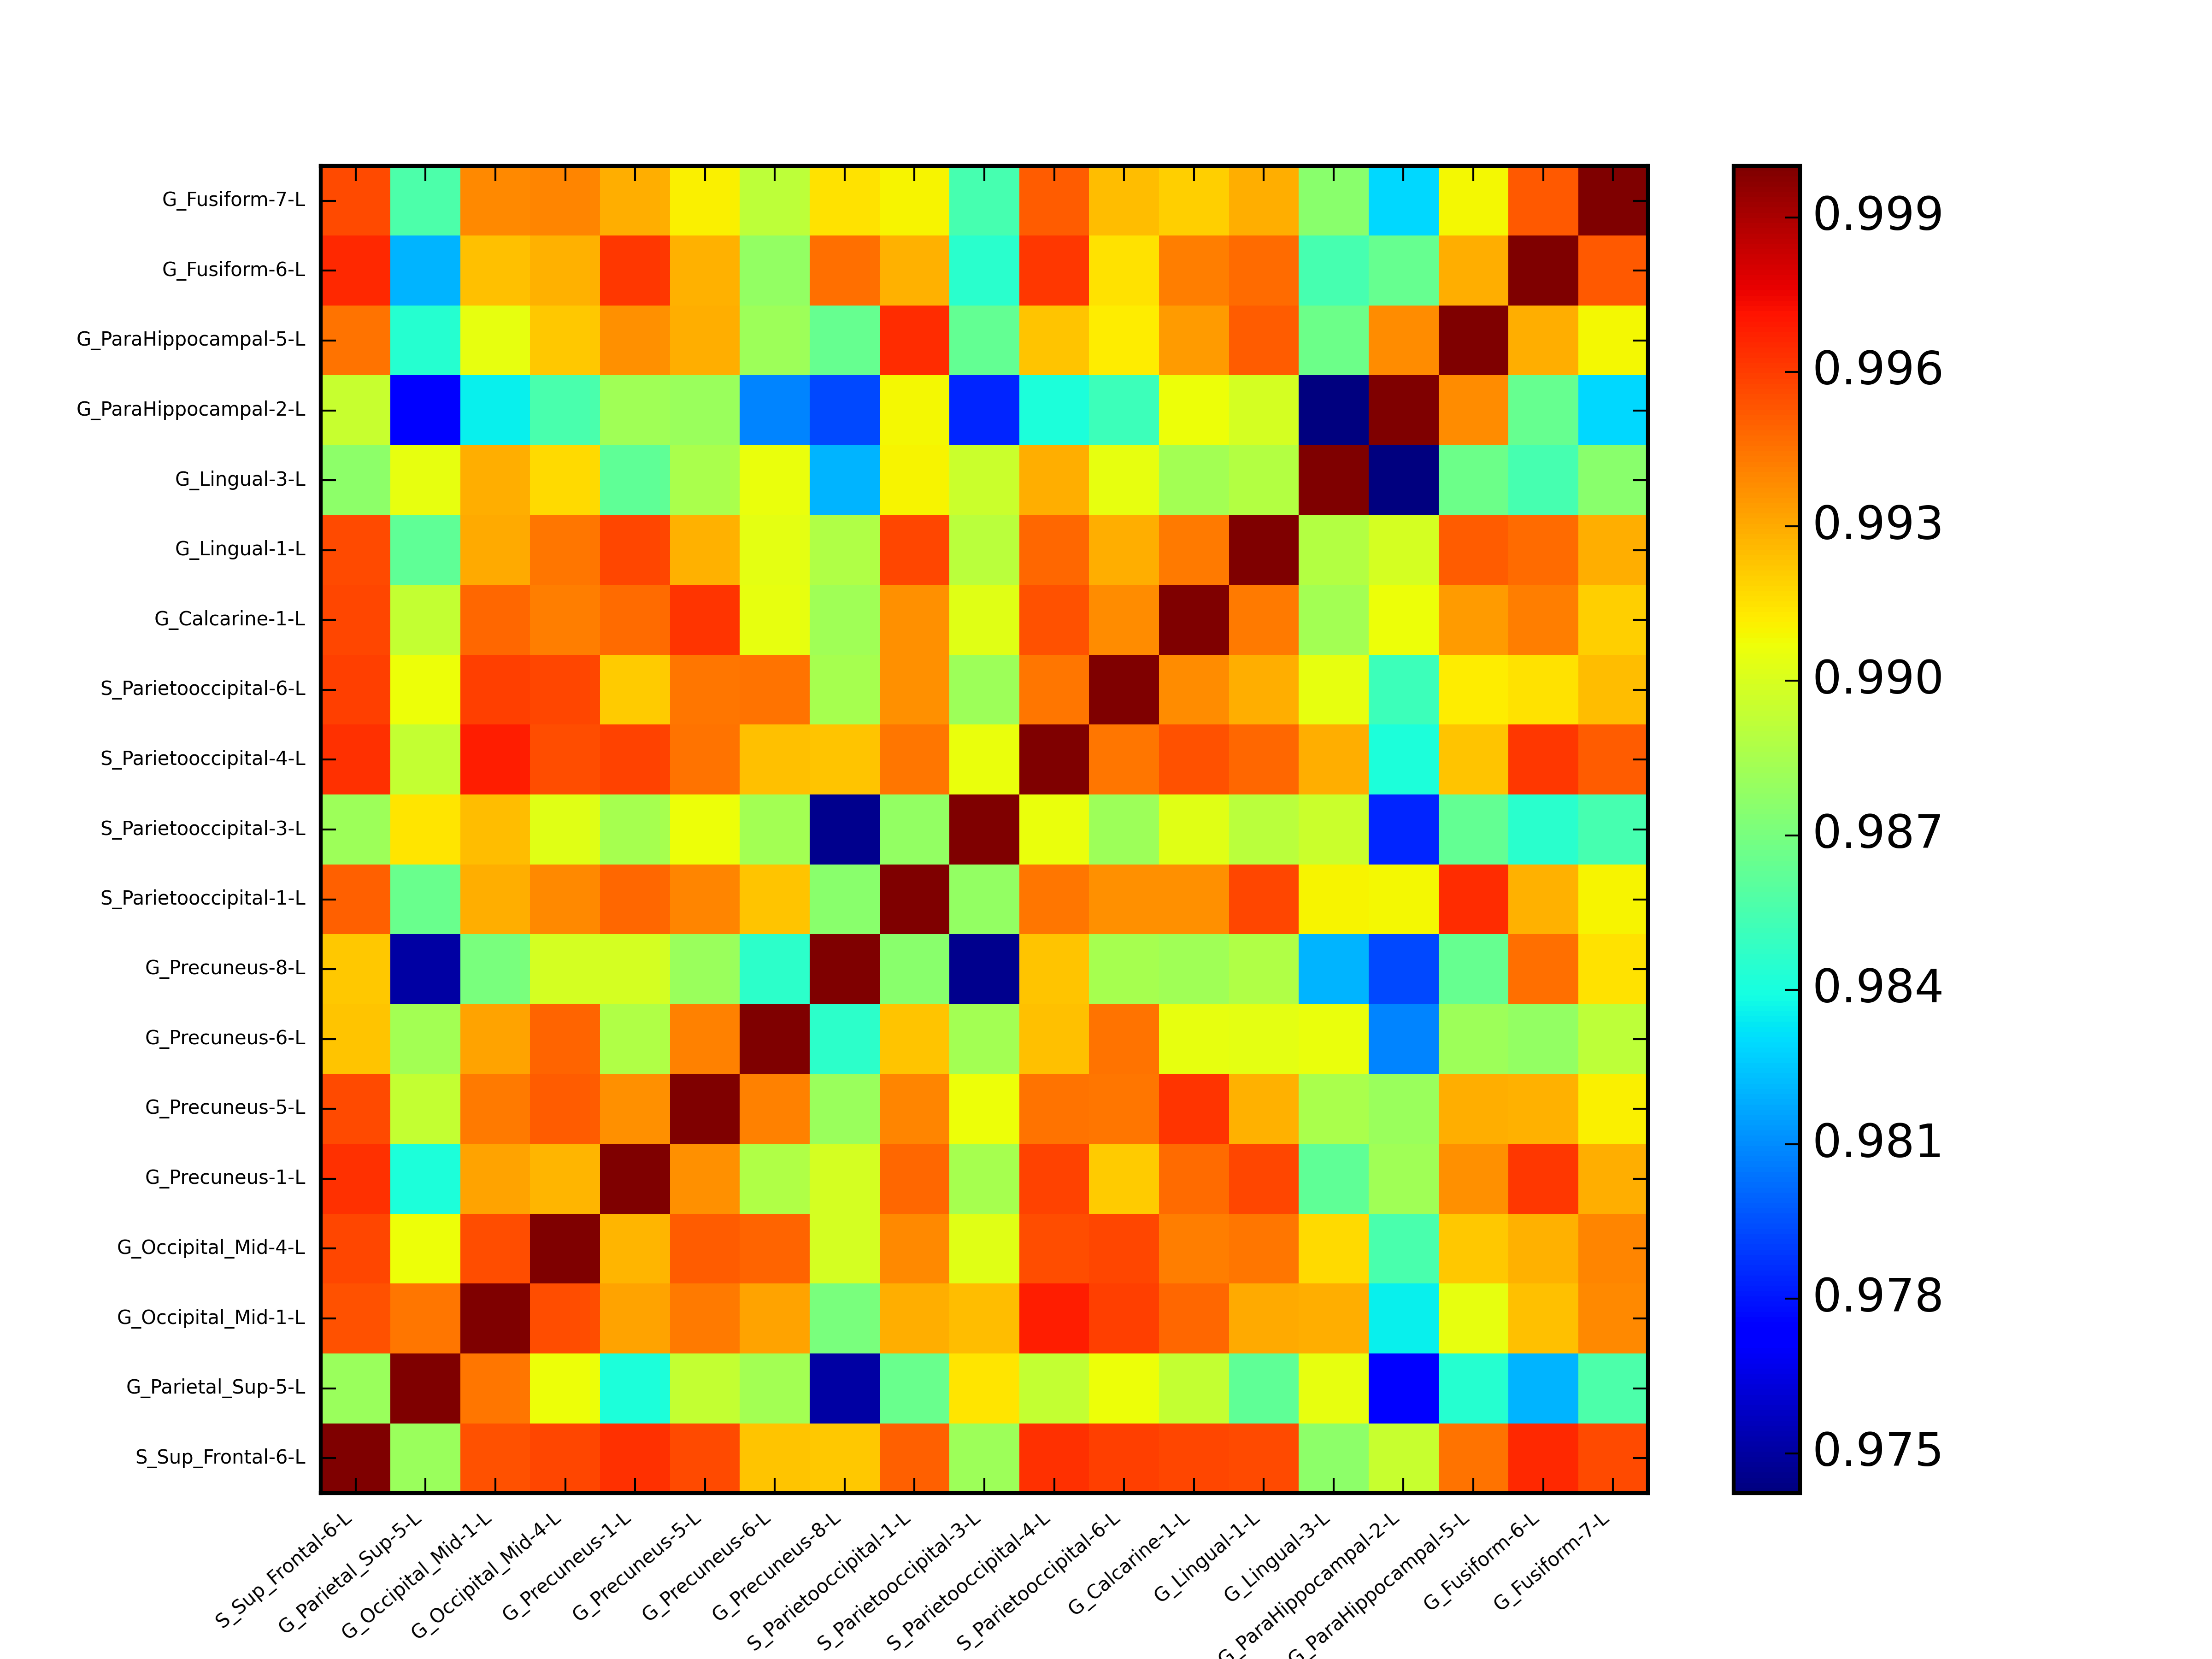 G_Fusiform-7-L
G_Fusiform-6-L
G_ParaHippocampal-5-L
G_ParaHippocampal-2-L
G_Lingual-3-L
G_Lingual-1-L
G_Calcarine-1-L
S_Parietooccipital-6-L
S_Parietooccipital-4-L
S_Parietooccipital-3-L
S_Parietooccipital-1-L
G_Precuneus-8-L
G_Precuneus-6-L
G_Precuneus-5-L
G_Precuneus-1-L
G_Occipital_Mid-4-L
G_Occipital_Mid-1-L
G_Parietal_Sup-5-L
S_Sup_Frontal-6-L
S_Sup_Frontal-6-L
G_Parietal_Sup-5-L
G_Occipital_Mid-1-L
G_Occipital_Mid-4-L
G_Precuneus-1-L
G_Precuneus-5-L
G_Precuneus-6-L
G_Precuneus-8-L
S_Parietooccipital-1-L
S_Parietooccipital-3-L
S_Parietooccipital-4-L
S_Parietooccipital-6-L
G_Calcarine-1-L
G_Lingual-1-L
G_Lingual-3-L
G_ParaHippocampal-2-L
G_ParaHippocampal-5-L
G_Fusiform-6-L
G_Fusiform-7-L
0.999
0.996
0.993
0.990
0.987
0.984
0.981
0.978
0.975